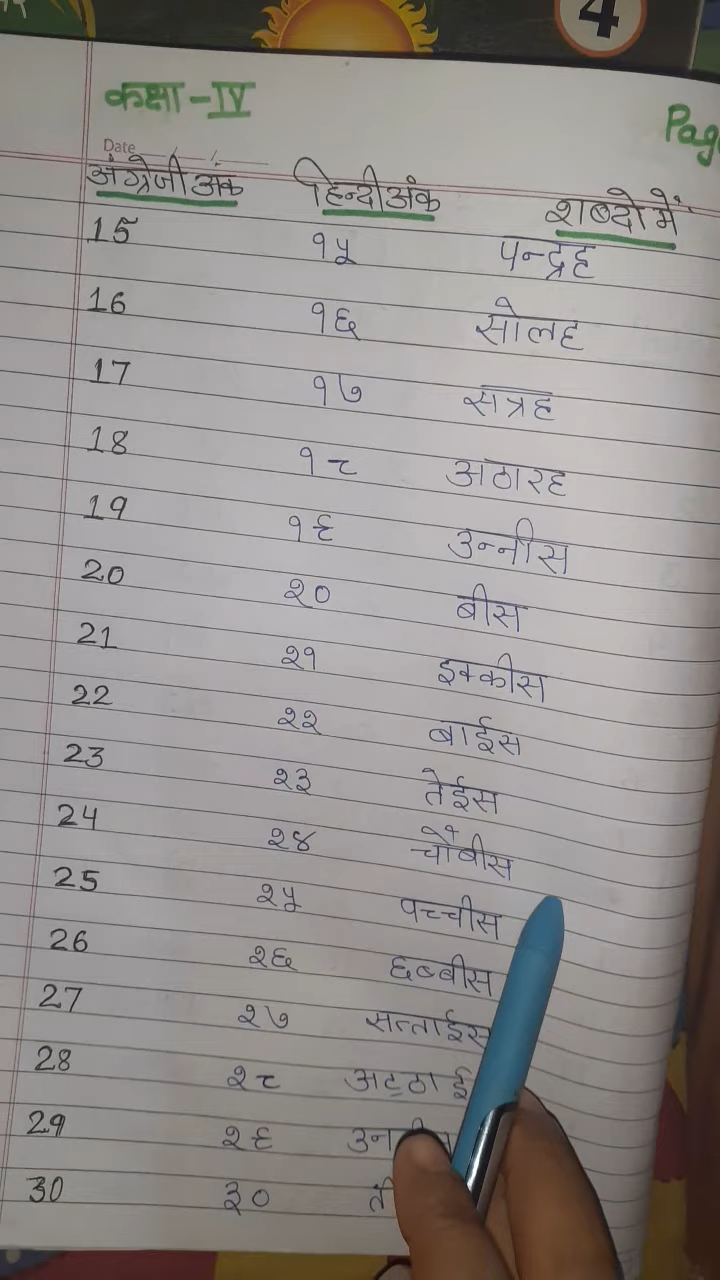 4
कक्षा - IV
Date
अंग्रेजी अंक हिन्दी अंक शब्दो में
15 १५ पन्द्रह
16 १६ सोलह
17 १७ सत्रह
18 १८ अठारह
19 १९ उन्नीस
20 २० बीस
21 २१ इक्कीस
22 २२ बाईस
23 २३ तेईस
24 २४ चौबीस
25 २५ पच्चीस
26 २६ छब्बीस
27 २७ सत्ताईस
28 २८
29 २९
30 ३०